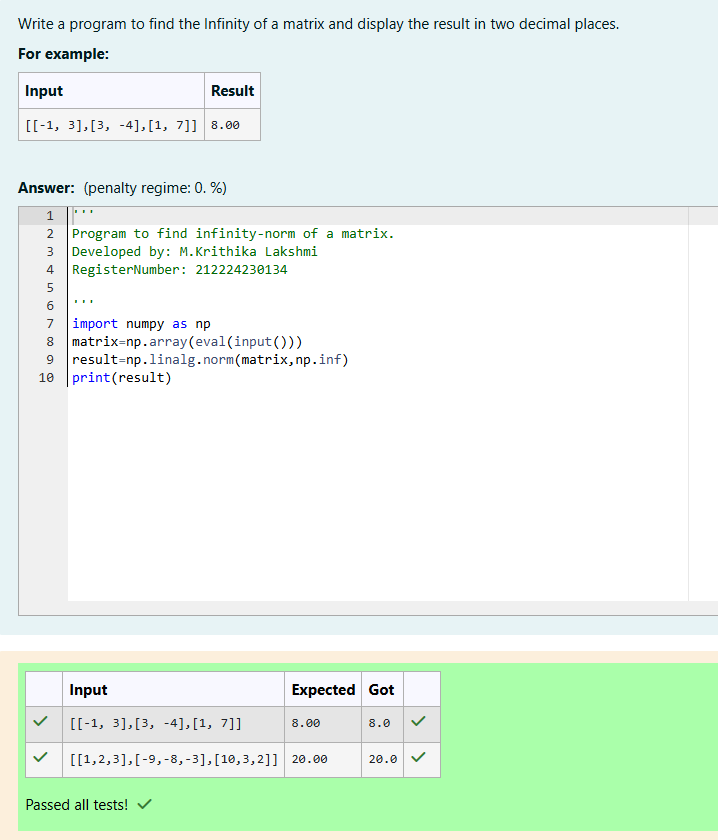 Write a program to find the Infinity of a matrix and display the result in two decimal places.
For example:
Input Result
[[-1, 3],[3, -4],[1, 7]] 8.00
Answer: (penalty regime: 0. %)
1 '''
2 Program to find infinity-norm of a matrix.
3 Developed by: M.Krithika Lakshmi
4 RegisterNumber: 212224230134
5
6 '''
7 import numpy as np
8 matrix=np.array(eval(input()))
9 result=np.linalg.norm(matrix,np.inf)
10 print(result)
Input Expected Got
[[-1, 3],[3, -4],[1, 7]] 8.00 8.0
[[1,2,3],[-9,-8,-3],[10,3,2]] 20.00 20.0
Passed all tests!